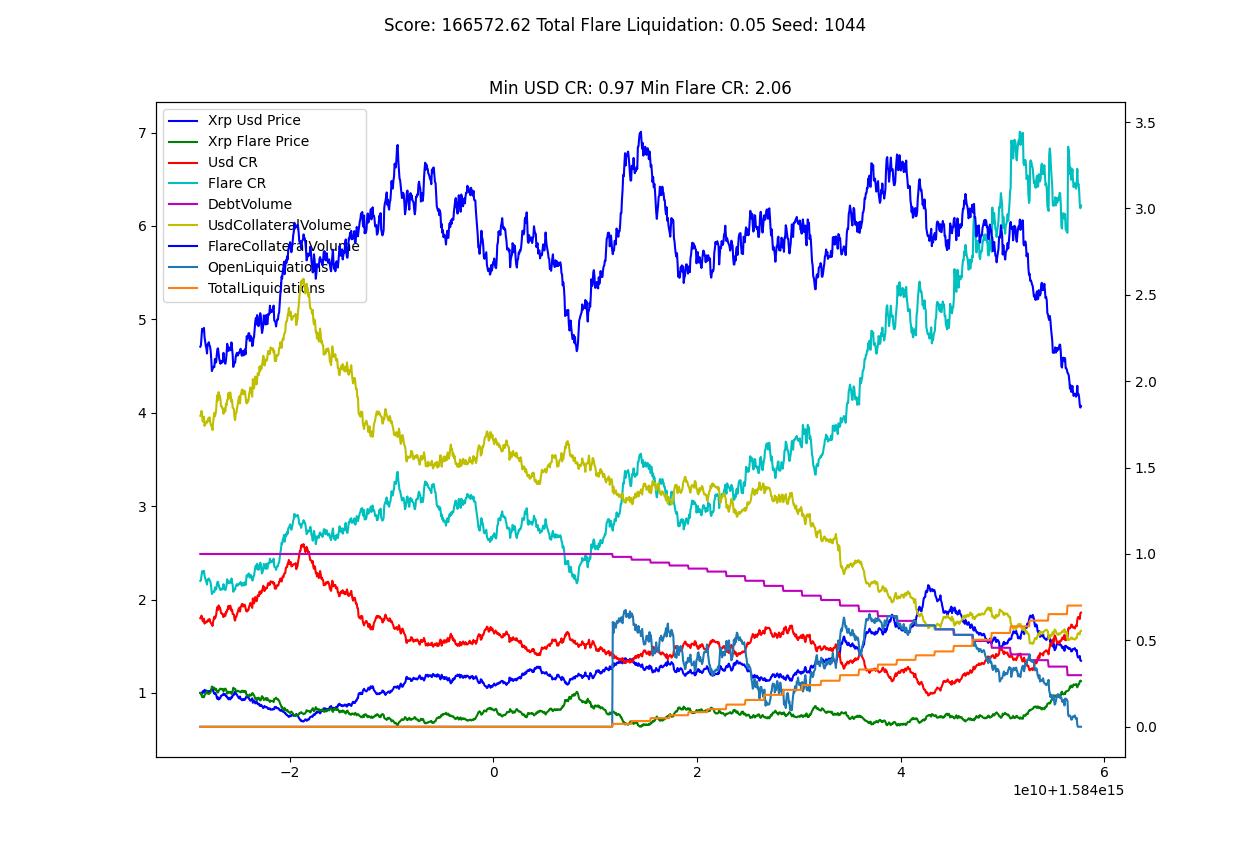 Score: 166572.62 Total Flare Liquidation: 0.05 Seed: 1044
Min USD CR: 0.97 Min Flare CR: 2.06
Xrp Usd Price
Xrp Flare Price
Usd CR
Flare CR
DebtVolume
UsdCollateralVolume
FlareCollateralVolume
OpenLiquidations
TotalLiquidations
7
6
5
4
3
2
1
3.5
3.0
2.5
2.0
1.5
1.0
0.5
0.0
−2 0 2 4 6
1e10+1.584e15